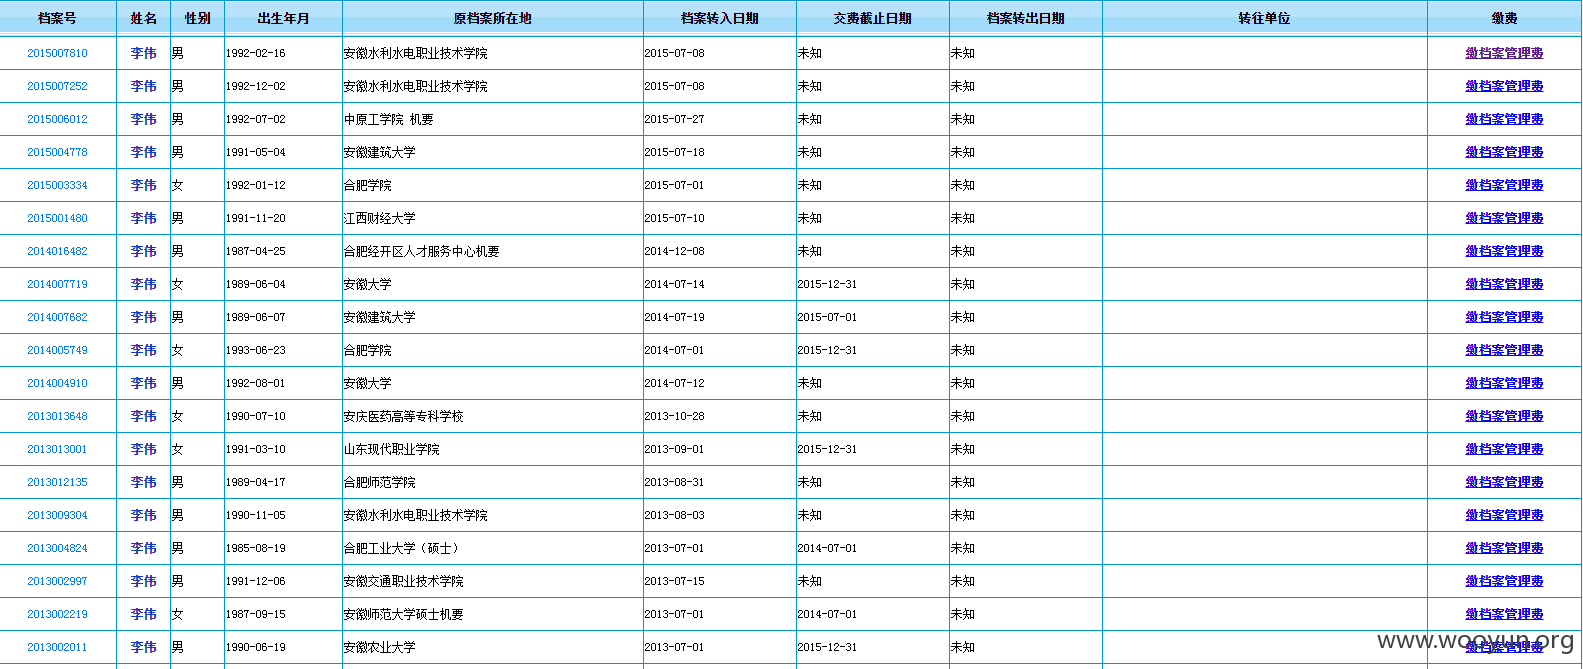 档案号 姓名 性别 出生年月 原档案所在地 档案转入日期 交费截止日期 档案转出日期 转往单位 缴费
2015007810 李伟 男 1992-02-16 安徽水利水电职业技术学院 2015-07-08 未知 未知 缴档案管理费
2015007252 李伟 男 1992-12-02 安徽水利水电职业技术学院 2015-07-08 未知 未知 缴档案管理费
2015006012 李伟 男 1992-07-02 中原工学院 机要 2015-07-27 未知 未知 缴档案管理费
2015004778 李伟 男 1991-05-04 安徽建筑大学 2015-07-18 未知 未知 缴档案管理费
2015003334 李伟 女 1992-01-12 合肥学院 2015-07-01 未知 未知 缴档案管理费
2015001480 李伟 男 1991-11-20 江西财经大学 2015-07-10 未知 未知 缴档案管理费
2014016482 李伟 男 1987-04-25 合肥经开区人才服务中心机要 2014-12-08 未知 未知 缴档案管理费
2014007719 李伟 女 1989-06-04 安徽大学 2014-07-14 2015-12-31 未知 缴档案管理费
2014007682 李伟 男 1989-06-07 安徽建筑大学 2014-07-19 2015-07-01 未知 缴档案管理费
2014005749 李伟 女 1993-06-23 合肥学院 2014-07-01 2015-12-31 未知 缴档案管理费
2014004910 李伟 男 1992-08-01 安徽大学 2014-07-12 未知 未知 缴档案管理费
2013013648 李伟 女 1990-07-10 安庆医药高等专科学校 2013-10-28 未知 未知 缴档案管理费
2013013001 李伟 女 1991-03-10 山东现代职业学院 2013-09-01 2015-12-31 未知 缴档案管理费
2013012135 李伟 男 1989-04-17 合肥师范学院 2013-08-31 未知 未知 缴档案管理费
2013009304 李伟 男 1990-11-05 安徽水利水电职业技术学院 2013-08-03 未知 未知 缴档案管理费
2013004824 李伟 男 1985-08-19 合肥工业大学（硕士） 2013-07-01 2014-07-01 未知 缴档案管理费
2013002997 李伟 男 1991-12-06 安徽交通职业技术学院 2013-07-15 未知 未知 缴档案管理费
2013002219 李伟 女 1987-09-15 安徽师范大学硕士机要 2013-07-01 2014-07-01 未知 缴档案管理费
2013002011 李伟 男 1990-06-19 安徽农业大学 2013-07-01 2015-12-31 未知 缴档案管理费
www.wooyun.org